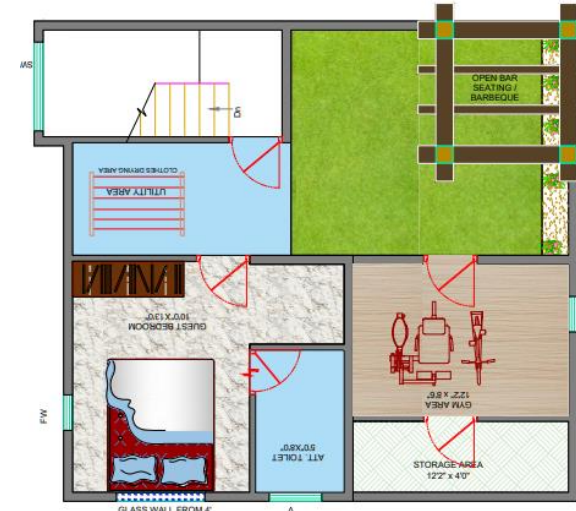 OPEN BAR
SEATING /
BARBEQUE
SW
Dn
CLOTHES DRYING AREA
UTILITY AREA
GUEST BEDROOM
10'0"X13'0"
GYM AREA
12'2" x 8'6"
FW
ATT. TOILET
5'0"X8'0"
STORAGE AREA
12'2" x 4'0"
GLASS WALL FROM 4'
A